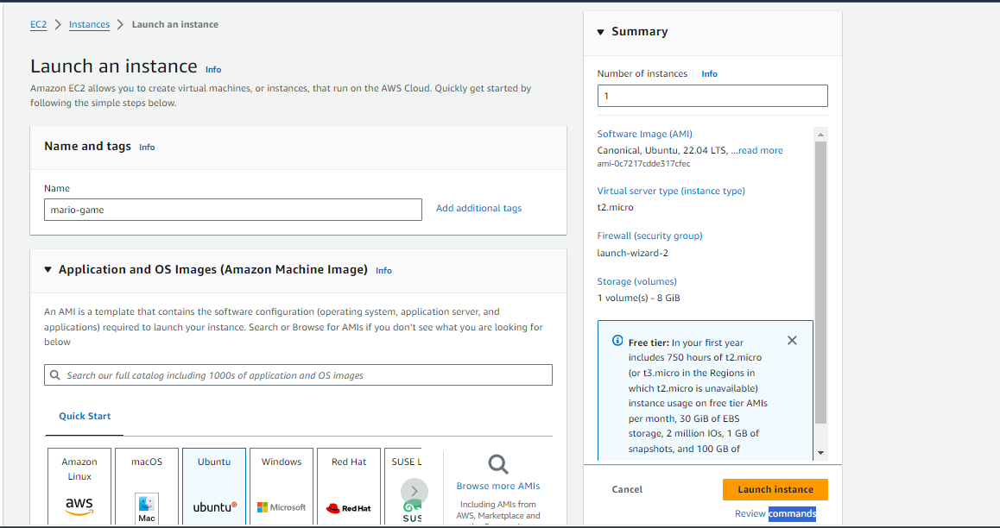 EC2 > Instances > Launch an instance
Launch an instance Info
Amazon EC2 allows you to create virtual machines, or instances, that run on the AWS Cloud. Quickly get started by
following the simple steps below.
Name and tags Info
Name
mario-game
Add additional tags
Application and OS Images (Amazon Machine Image) Info
An AMI is a template that contains the software configuration (operating system, application server, and
applications) required to launch your instance. Search or Browse for AMIs if you don't see what you are looking for
below
Search our full catalog including 1000s of application and OS images
Quick Start
Amazon
Linux
aws
macOS
Mac
Ubuntu
ubuntu
Windows
Microsoft
Red Hat
Red Hat
SUSE L
SUS
Browse more AMIs
Including AMIs from
AWS, Marketplace and
Summary
Number of instances Info
1
Software Image (AMI)
Canonical, Ubuntu, 22.04 LTS, ...read more
ami-0c7217cdde317cfec
Virtual server type (instance type)
t2.micro
Firewall (security group)
launch-wizard-2
Storage (volumes)
1 volume(s) - 8 GiB
Free tier: In your first year
includes 750 hours of t2.micro
(or t3.micro in the Regions in
which t2.micro is unavailable)
instance usage on free tier AMIs
per month, 30 GiB of EBS
storage, 2 million IOs, 1 GB of
snapshots, and 100 GB of
Cancel
Launch instance
Review commands